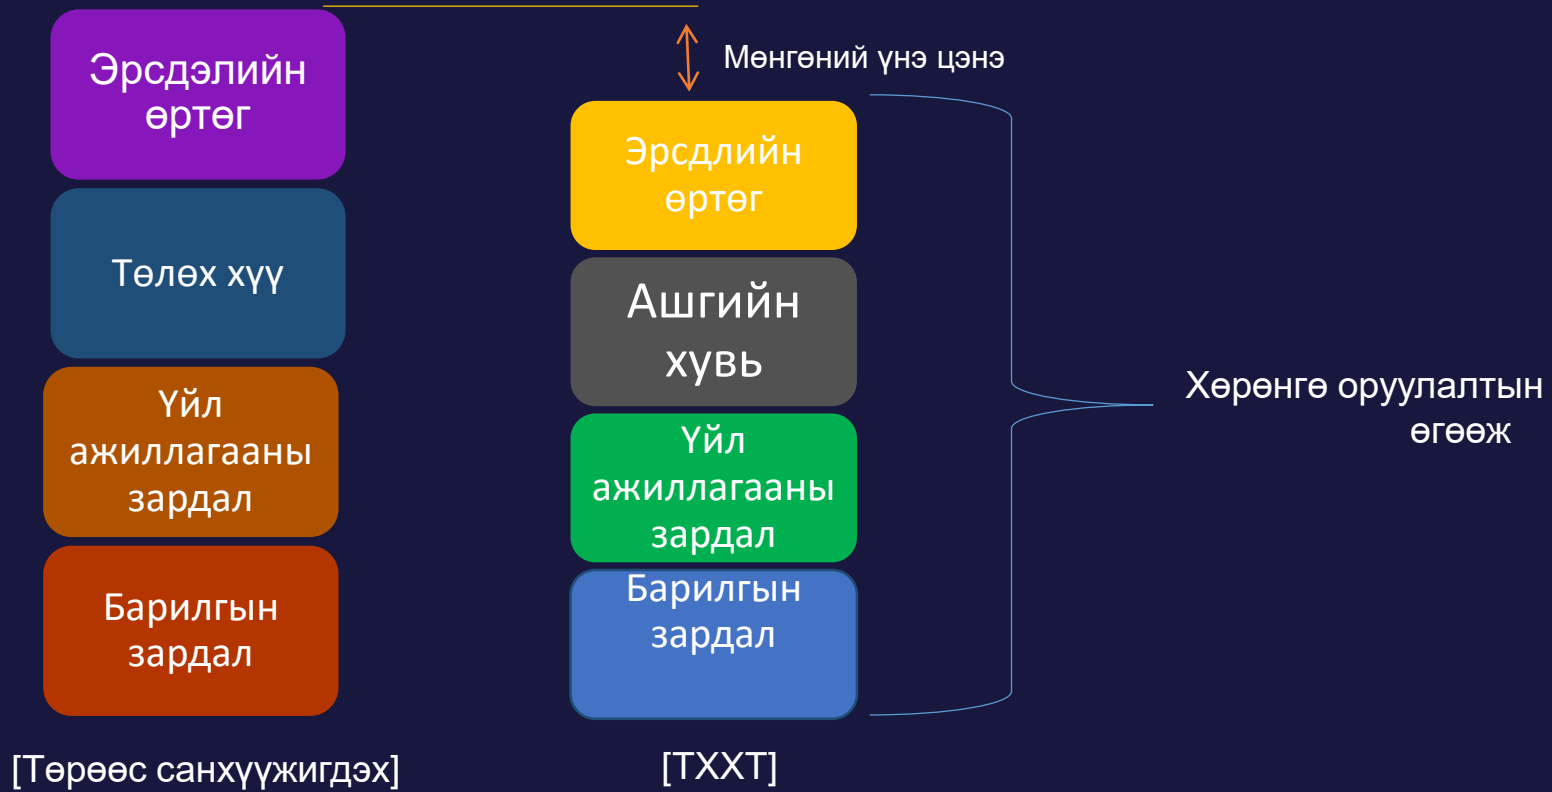 Эрсдэлийн
өртөг
Төлөх хүү
Үйл
ажиллагааны
зардал
Барилгын
зардал
[Төрөөс санхүүжигдэх]
Мөнгөний үнэ цэнэ
Эрсдлийн
өртөг
Ашгийн
хувь
Үйл
ажиллагааны
зардал
Барилгын
зардал
[ТХХТ]
Хөрөнгө оруулалтын
өгөөж